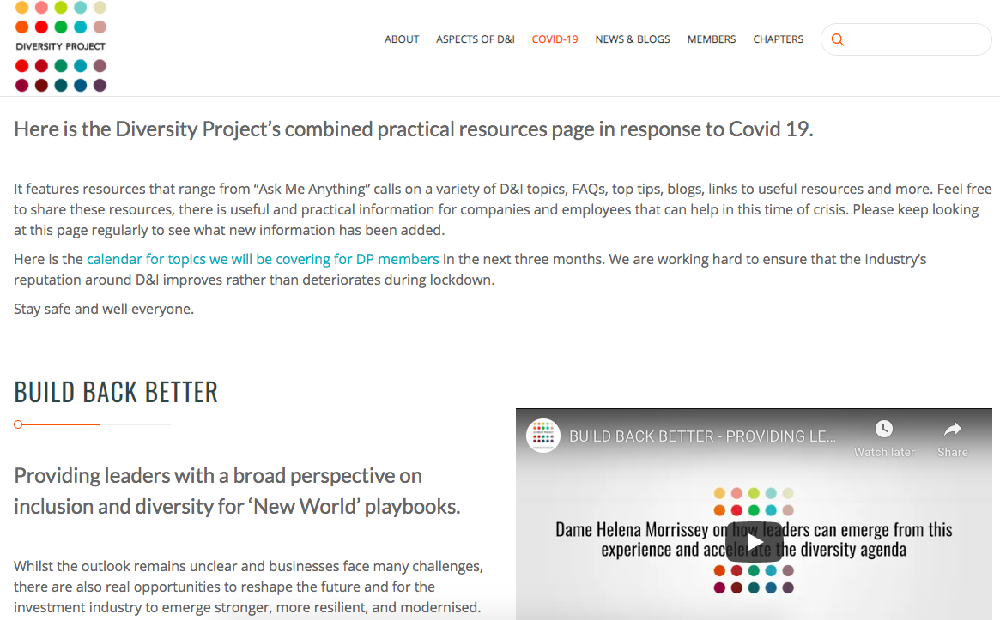 DIVERSITY PROJECT
ABOUT ASPECTS OF D&I COVID-19 NEWS & BLOGS MEMBERS CHAPTERS
Here is the Diversity Project’s combined practical resources page in response to Covid 19.
It features resources that range from “Ask Me Anything” calls on a variety of D&I topics, FAQs, top tips, blogs, links to useful resources and more. Feel free
to share these resources, there is useful and practical information for companies and employees that can help in this time of crisis. Please keep looking
at this page regularly to see what new information has been added.
Here is the calendar for topics we will be covering for DP members in the next three months. We are working hard to ensure that the Industry’s
reputation around D&I improves rather than deteriorates during lockdown.
Stay safe and well everyone.
BUILD BACK BETTER
Providing leaders with a broad perspective on
inclusion and diversity for ‘New World’ playbooks.
Whilst the outlook remains unclear and businesses face many challenges,
there are also real opportunities to reshape the future and for the
investment industry to emerge stronger, more resilient, and modernised.
BUILD BACK BETTER - PROVIDING LE...
Watch later Share
Dame Helena Morrissey on how leaders can emerge from this
experience and accelerate the diversity agenda